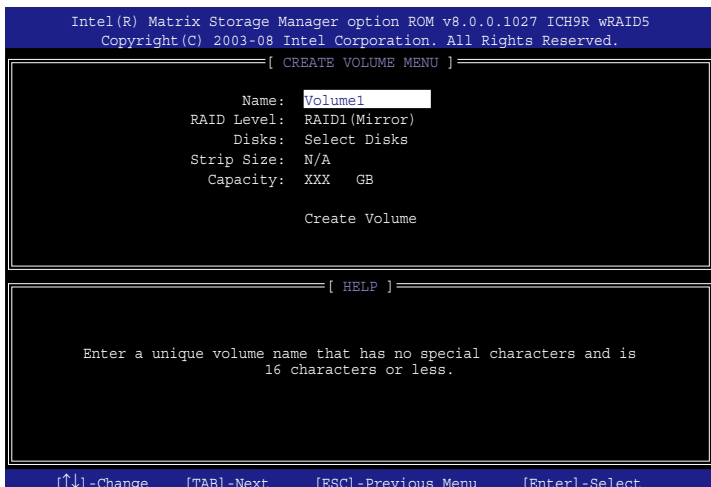 Intel(R) Matrix Storage Manager option ROM v8.0.0.1027 ICH9R wRAID5
Copyright(C) 2003-08 Intel Corporation. All Rights Reserved.
[ CREATE VOLUME MENU ]
Name: Volume1
RAID Level: RAID1(Mirror)
Disks: Select Disks
Strip Size: N/A
Capacity: XXX GB
Create Volume
[ HELP ]
Enter a unique volume name that has no special characters and is
16 characters or less.
[↑↓]-Change [TAB]-Next [ESC]-Previous Menu [Enter]-Select